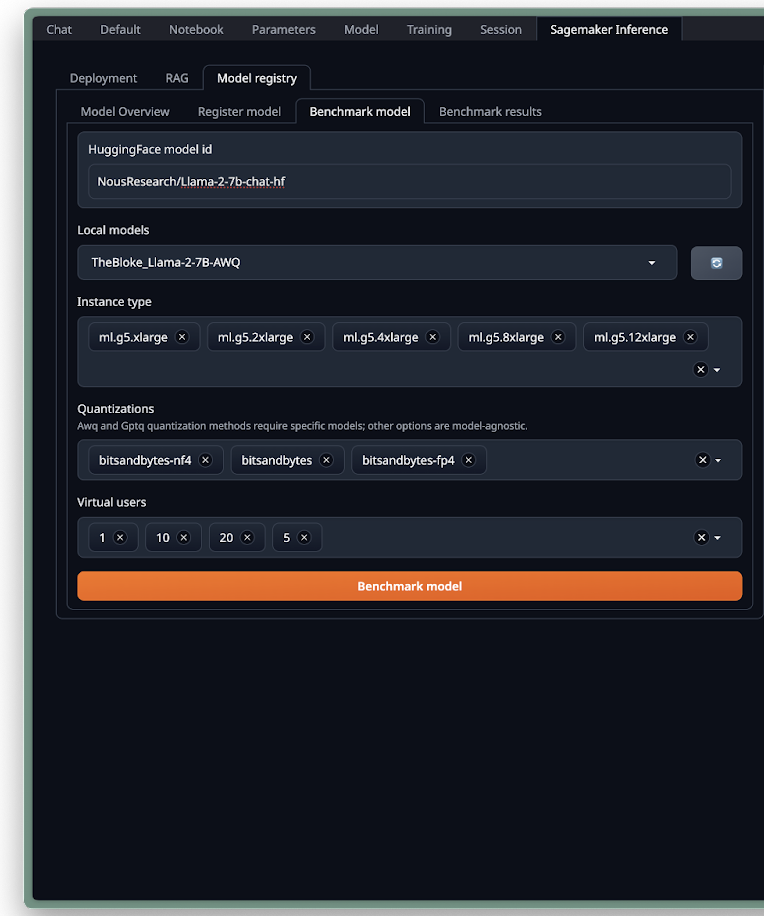 Chat Default Notebook Parameters Model Training Session Sagemaker Inference
Deployment RAG Model registry
Model Overview Register model Benchmark model Benchmark results
HuggingFace model id
NousResearch/Llama-2-7b-chat-hf
Local models
TheBloke_Llama-2-7B-AWQ
Instance type
ml.g5.xlarge ml.g5.2xlarge ml.g5.4xlarge ml.g5.8xlarge ml.g5.12xlarge
Quantizations
Awq and Gptq quantization methods require specific models; other options are model-agnostic.
bitsandbytes-nf4 bitsandbytes bitsandbytes-fp4
Virtual users
1 10 20 5
Benchmark model